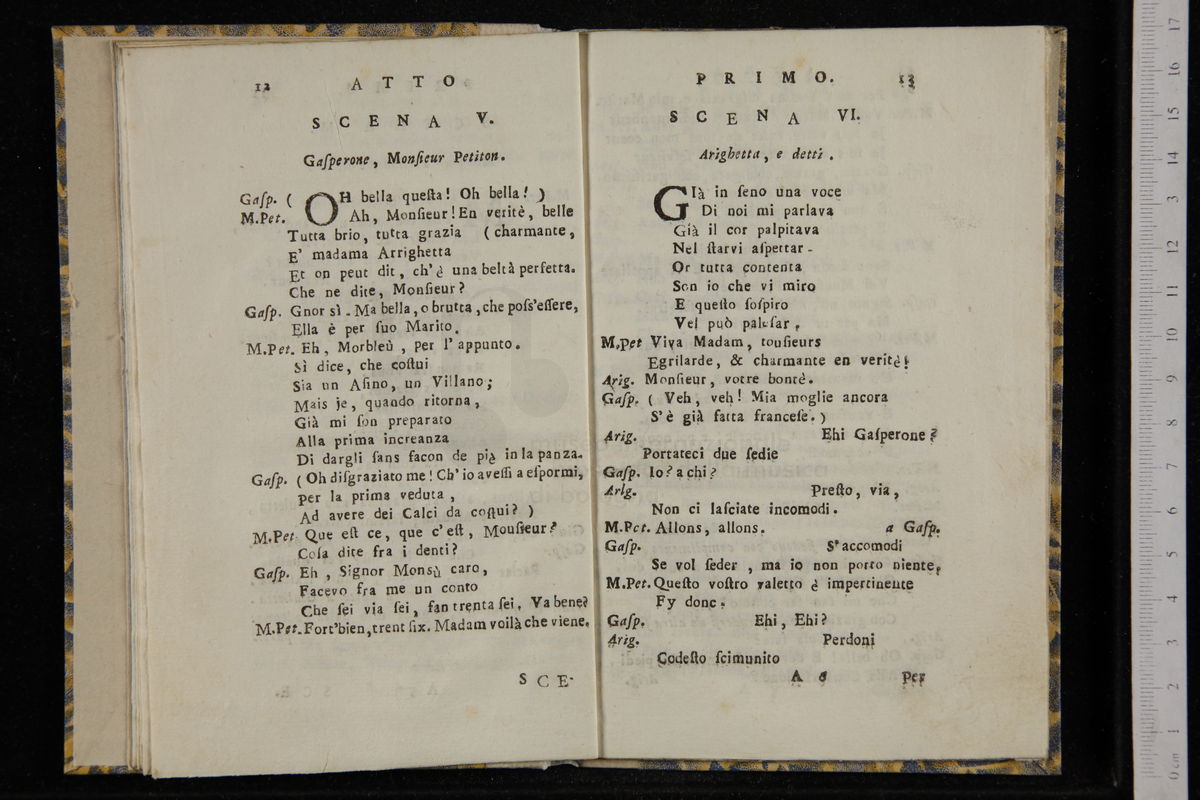 12 ATTO
SCENA V.
Gaſperone, Monſieur Petiton.
Gaſp. ( OH bella queſta! Oh bella! )
M.Pet. Ah, Monſieur! En veritè, belle
Tutta brio, tutta grazia ( charmante,
E' madama Arrighetta
Et on peut dit, ch'è una beltà perfetta.
Che ne dite, Monſieur?
Gaſp. Gnor sì. Ma bella, o brutta, che poſs'eſſere,
Ella è per ſuo Marito.
M.Pet. Eh, Morbleù, per l'appunto.
Sì dice, che coſtui
Sia un Aſino, un Villano;
Mais je, quando ritorna,
Già mi ſon preparato
Alla prima increanza
Di dargli ſans facon de piè in la panza.
Gaſp. ( Oh diſgraziato me! Ch'io aveſſi a eſpormi,
per la prima veduta,
Ad avere dei Calci da coſtui? )
M.Pet Que eſt ce, que c'eſt, Mouſieur?
Coſa dite fra i denti?
Gaſp. Eh, Signor Monsù caro,
Facevo fra me un conto
Che ſei via ſei, fan trenta ſei. Va bene?
M.Pet. Fort'bien, trent ſix. Madam voilà che viene.
SCE-
PRIMO. 13
SCENA VI.
Arighetta, e detti.
GIà in ſeno una voce
Di noi mi parlava
Già il cor palpitava
Nel ſtarvi aſpettar.
Or tutta contenta
Son io che vi miro
E queſto ſoſpiro
Vel può paleſar.
M.Pet Viva Madam, touſieurs
Egrilarde, & charmante en veritè!
Arig. Monſieur, votre bontè.
Gaſp. ( Veh, veh! Mia moglie ancora
S'è già fatta franceſe. )
Arig. Ehi Gaſperone?
Portateci due ſedie
Gaſp. Io? a chi?
Arig. Preſto, via,
Non ci laſciate incomodi.
M.Pet. Allons, allons. a Gaſp.
Gaſp. S'accomodi
Se vol ſeder, ma io non porto niente.
M.Pet. Queſto voſtro valetto è impertinente
Fy donc.
Gaſp. Ehi, Ehi?
Arig. Perdoni
Codeſto ſcimunito
A 6 Per